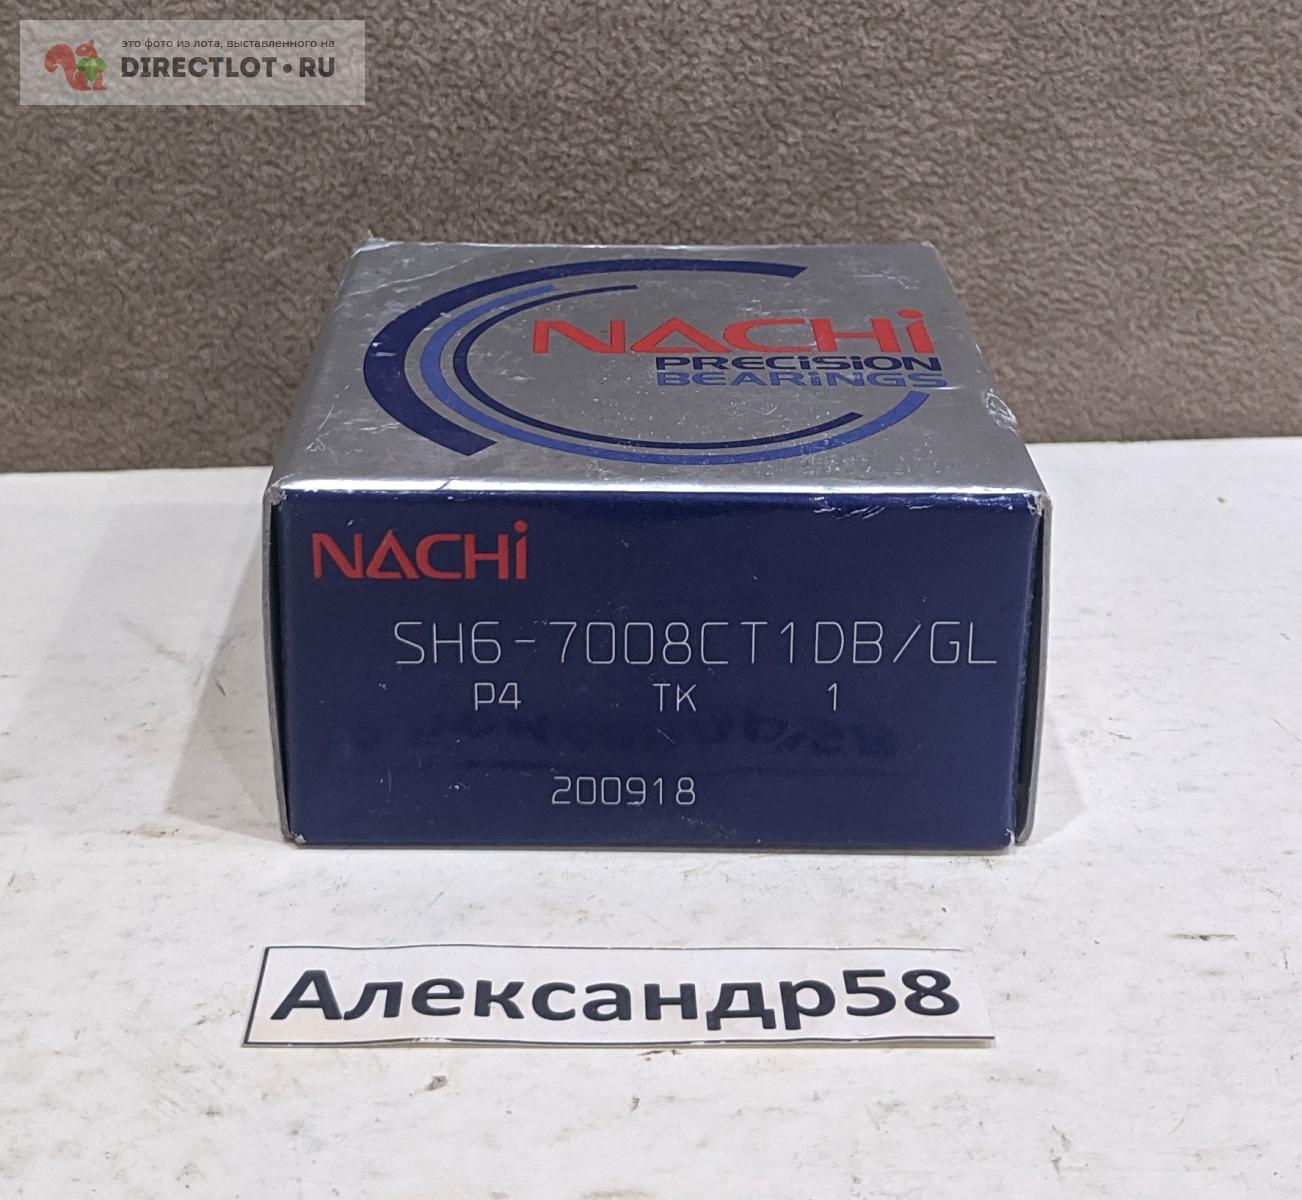 это фото из лота, выставленного на
DIRECTLOT.RU
NACHi
PRECiSiON
BEARiNGS
NACHi
SH6-7008CT1DB/GL
P4 TK 1
200918
Александр58